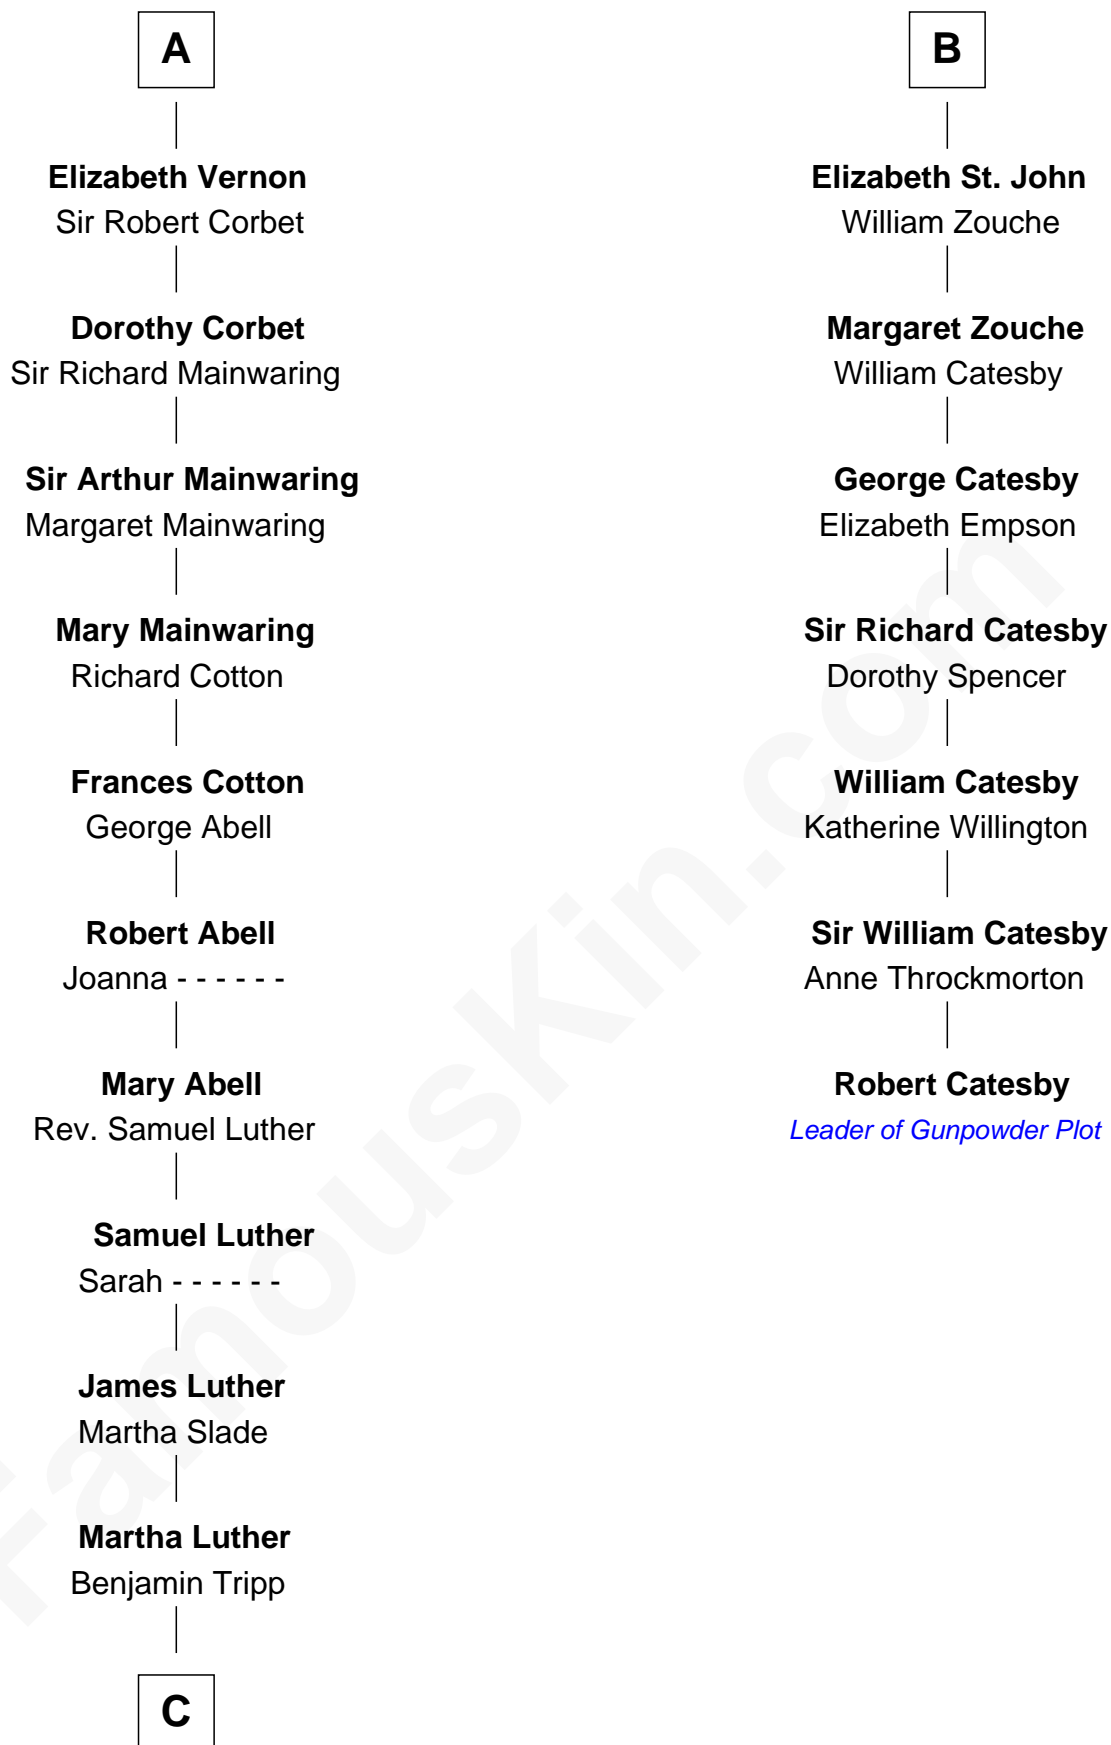 A
Elizabeth Vernon
Sir Robert Corbet
Dorothy Corbet
Sir Richard Mainwaring
Sir Arthur Mainwaring
Margaret Mainwaring
Mary Mainwaring
Richard Cotton
Frances Cotton
George Abell
Robert Abell
Joanna - - - - - -
Mary Abell
Rev. Samuel Luther
Samuel Luther
Sarah - - - - - -
James Luther
Martha Slade
Martha Luther
Benjamin Tripp
C
B
Elizabeth St. John
William Zouche
Margaret Zouche
William Catesby
George Catesby
Elizabeth Empson
Sir Richard Catesby
Dorothy Spencer
William Catesby
Katherine Willington
Sir William Catesby
Anne Throckmorton
Robert Catesby
Leader of Gunpowder Plot
FamousKin.com